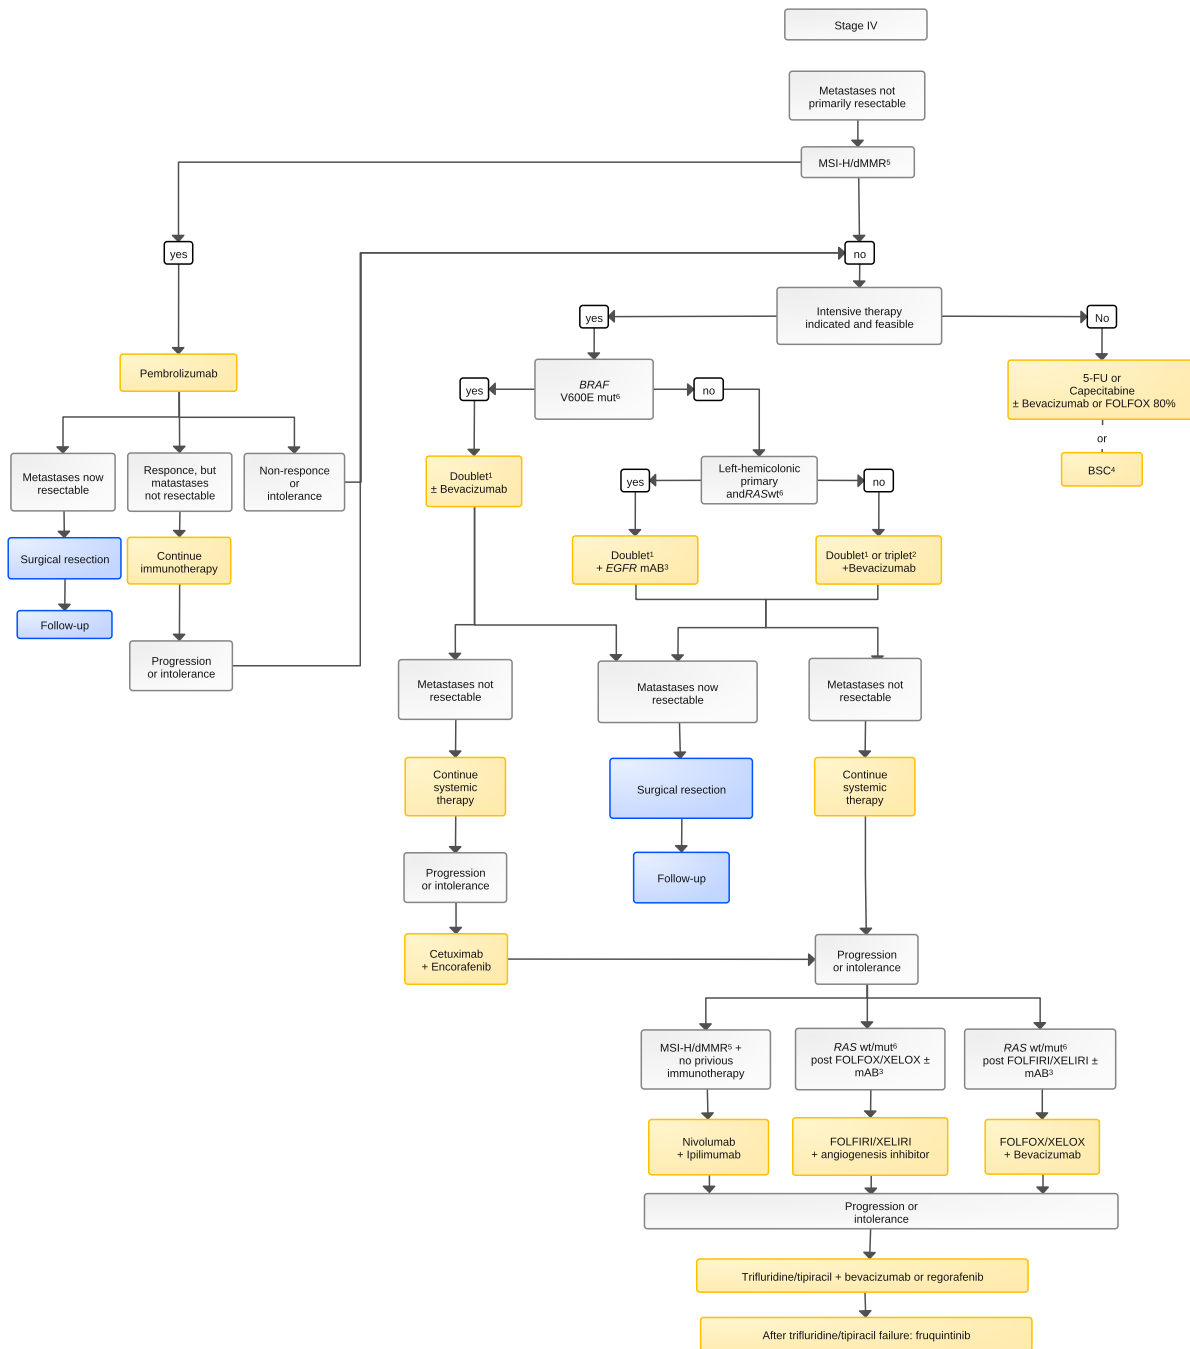 Stage IV
Metastases not
primarily resectable
MSI-H/dMMR⁵
yes
no
Intensive therapy
indicated and feasible
yes
No
Pembrolizumab
BRAF
V600E mut⁶
yes
no
5-FU or
Capecitabine
± Bevacizumab or FOLFOX 80%
or
BSC⁴
Metastases now
resectable
Responce, but
matastases
not resectable
Non-responce
or
intolerance
Doublet¹
± Bevacizumab
Left-hemicolonic
primary
andRASwt⁶
yes
no
Surgical resection
Continue
immunotherapy
Doublet¹
+ EGFR mAB³
Doublet¹ or triplet²
+Bevacizumab
Follow-up
Progression
or intolerance
Metastases not
resectable
Matastases now
resectable
Metastases not
resectable
Continue
systemic
therapy
Surgical resection
Continue
systemic
therapy
Progression
or intolerance
Follow-up
Cetuximab
+ Encorafenib
Progression
or intolerance
MSI-H/dMMR⁵ +
no privious
immunotherapy
RAS wt/mut⁶
post FOLFOX/XELOX ±
mAB³
RAS wt/mut⁶
post FOLFIRI/XELIRI ±
mAB³
Nivolumab
+ Ipilimumab
FOLFIRI/XELIRI
+ angiogenesis inhibitor
FOLFOX/XELOX
+ Bevacizumab
Progression or
intolerance
Trifluridine/tipiracil + bevacizumab or regorafenib
After trifluridine/tipiracil failure: fruquintinib